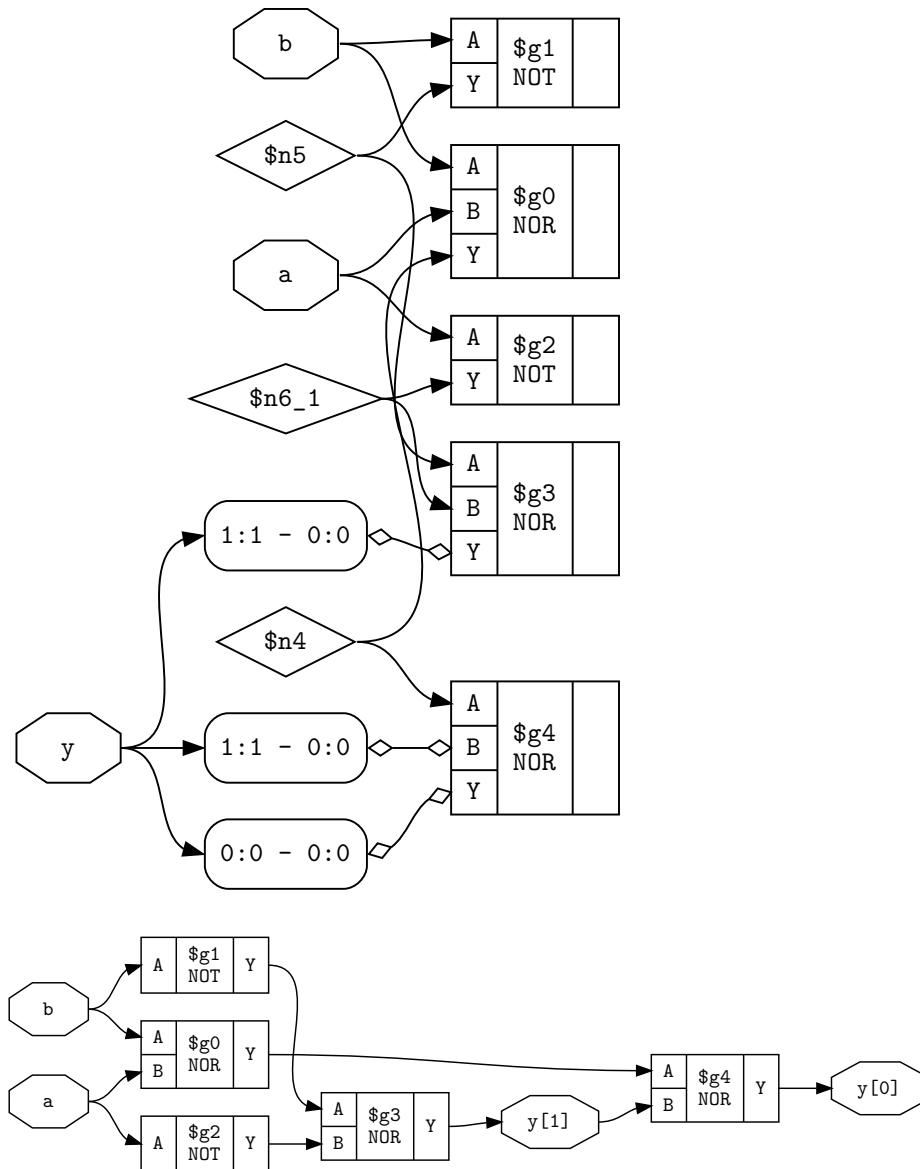 b
A
$g1
NOT
Y
$n5
A
$g0
NOR
B
Y
a
A
$g2
NOT
Y
$n6_1
A
$g3
NOR
B
Y
1:1 - 0:0
$n4
A
$g4
NOR
B
Y
y
1:1 - 0:0
0:0 - 0:0
b
A
$g1
NOT
Y
A
B
$g0
NOR
Y
a
A
$g2
NOT
Y
A
B
$g3
NOR
Y
y[1]
A
B
$g4
NOR
Y
y[0]